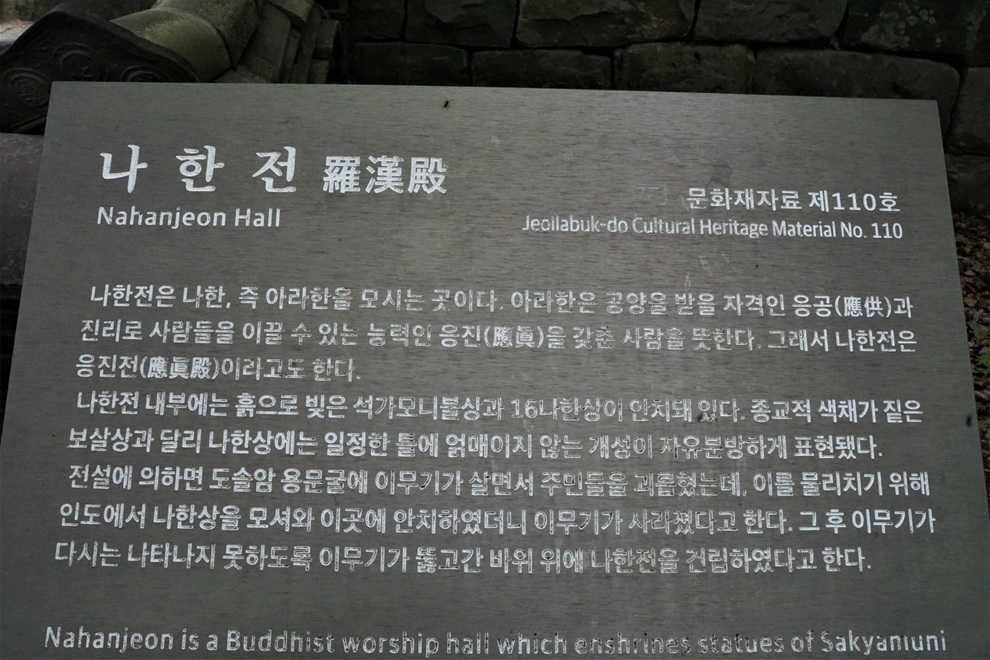 나한전 羅漢殿
Nahanjeon Hall
문화재자료 제110호
Jeollabuk-do Cultural Heritage Material No. 110
나한전은 나한, 즉 아라한을 모시는 곳이다. 아라한은 공양을 받을 자격인 응공(應供)과
진리로 사람들을 이끌 수 있는 능력인 응진(應眞)을 갖춘 사람을 뜻한다. 그래서 나한전은
응진전(應眞殿)이라고도 한다.
나한전 내부에는 흙으로 빚은 석가모니불상과 16나한상이 안치돼 있다. 종교적 색채가 짙은
보살상과 달리 나한상에는 일정한 틀에 얽매이지 않는 개성이 자유분방하게 표현됐다.
전설에 의하면 도솔암 용문굴에 이무기가 살면서 주민들을 괴롭혔는데, 이를 물리치기 위해
인도에서 나한상을 모셔와 이곳에 안치하였더니 이무기가 사라졌다고 한다. 그 후 이무기가
다시는 나타나지 못하도록 이무기가 뚫고간 바위 위에 나한전을 건립하였다고 한다.
Nahanjeon is a Buddhist worship hall which enshrines statues of Sakyamuni